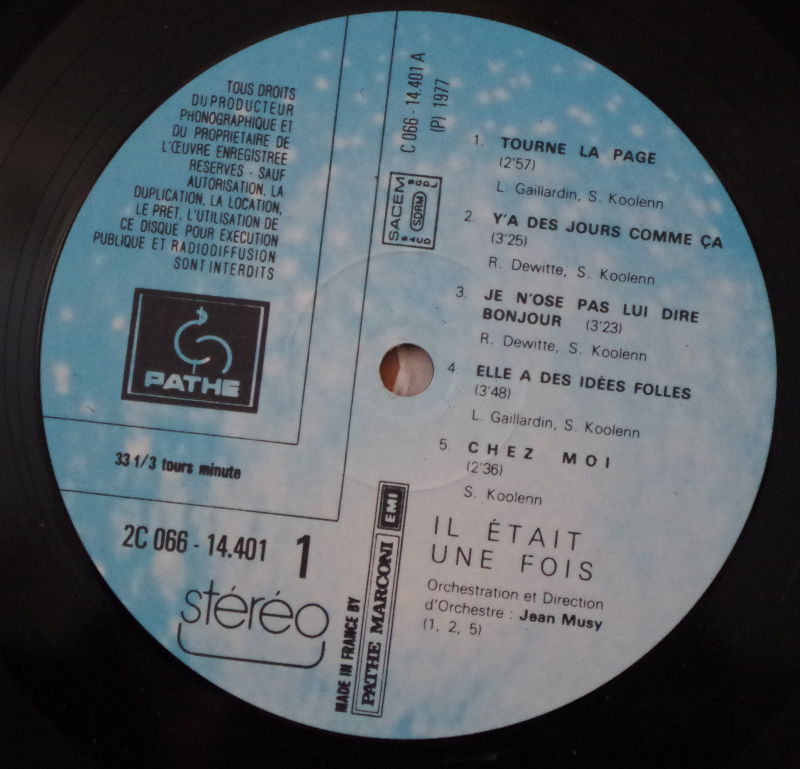 TOUS DROITS
DU PRODUCTEUR
PHONOGRAPHIQUE ET
DU PROPRIETAIRE DE
L'ŒUVRE ENREGISTREE
RESERVES - SAUF
AUTORISATION, LA
DUPLICATION, LA LOCATION,
LE PRET, L'UTILISATION DE
CE DISQUE POUR EXECUTION
PUBLIQUE ET RADIODIFFUSION
SONT INTERDITS
PATHE
33 1/3 tours minute
2C 066 - 14.401 1
stéréo
C 066 - 14.401 A
(P) 1977
SACEM
SDRM
MADE IN FRANCE BY
PATHE MARCONI EMI
1. TOURNE LA PAGE
(2'57)
L. Gaillardin, S. Koolenn
2. Y'A DES JOURS COMME ÇA
(3'25)
R. Dewitte, S. Koolenn
3. JE N'OSE PAS LUI DIRE
BONJOUR (3'23)
R. Dewitte, S. Koolenn
4. ELLE A DES IDÉES FOLLES
(3'48)
L. Gaillardin, S. Koolenn
5. CHEZ MOI
(2'36)
S. Koolenn
IL ÉTAIT
UNE FOIS
Orchestration et Direction
d'Orchestre : Jean Musy
(1, 2, 5)